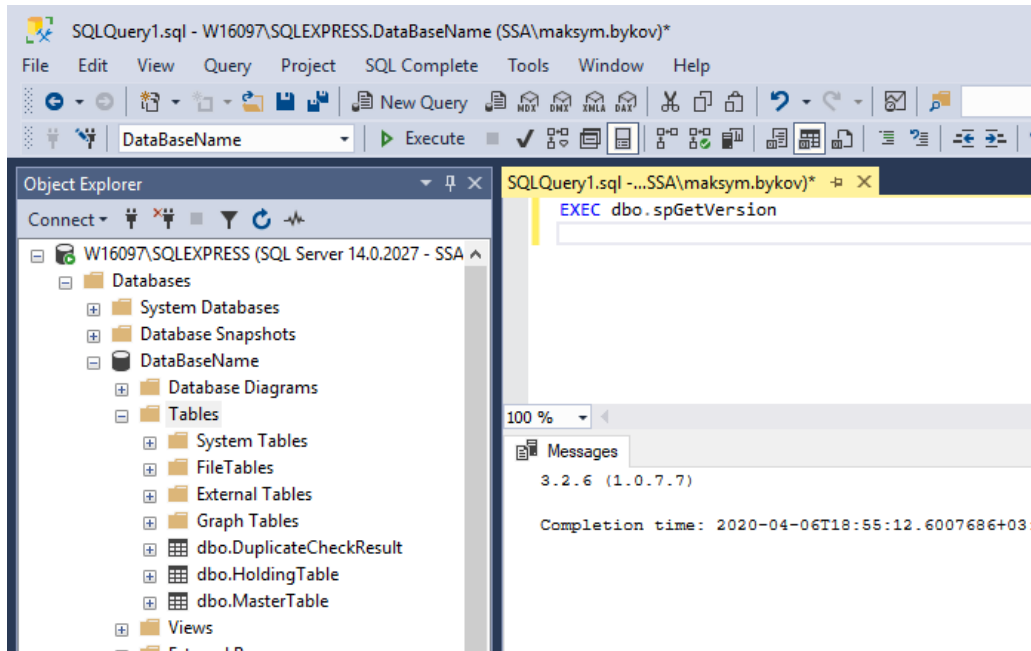 SQLQuery1.sql - W16097\SQLEXPRESS.DataBaseName (SSA\maksym.bykov)*
File Edit View Query Project SQL Complete Tools Window Help
New Query MDX DMX XMLA DAX
DataBaseName Execute
Object Explorer
Connect
W16097\SQLEXPRESS (SQL Server 14.0.2027 - SSA
Databases
System Databases
Database Snapshots
DataBaseName
Database Diagrams
Tables
System Tables
FileTables
External Tables
Graph Tables
dbo.DuplicateCheckResult
dbo.HoldingTable
dbo.MasterTable
Views
SQLQuery1.sql -...SSA\maksym.bykov)*
EXEC dbo.spGetVersion
100 %
Messages
3.2.6 (1.0.7.7)
Completion time: 2020-04-06T18:55:12.6007686+03: